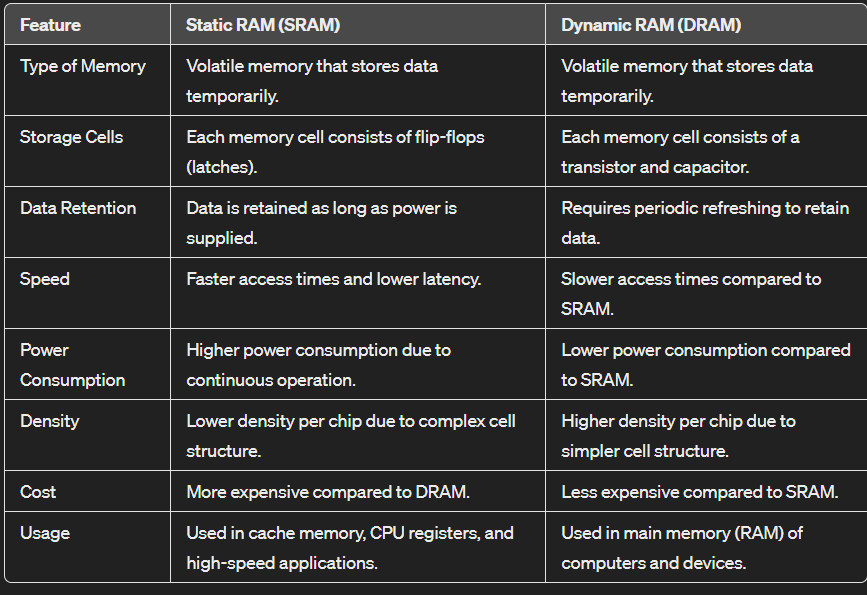 Feature Static RAM (SRAM) Dynamic RAM (DRAM)
Type of Memory Volatile memory that stores data Volatile memory that stores data
temporarily. temporarily.
Storage Cells Each memory cell consists of flip-flops Each memory cell consists of a
(latches). transistor and capacitor.
Data Retention Data is retained as long as power is Requires periodic refreshing to retain
supplied. data.
Speed Faster access times and lower latency. Slower access times compared to
SRAM.
Power Higher power consumption due to Lower power consumption compared
Consumption continuous operation. to SRAM.
Density Lower density per chip due to complex cell Higher density per chip due to
structure. simpler cell structure.
Cost More expensive compared to DRAM. Less expensive compared to SRAM.
Usage Used in cache memory, CPU registers, and Used in main memory (RAM) of
high-speed applications. computers and devices.